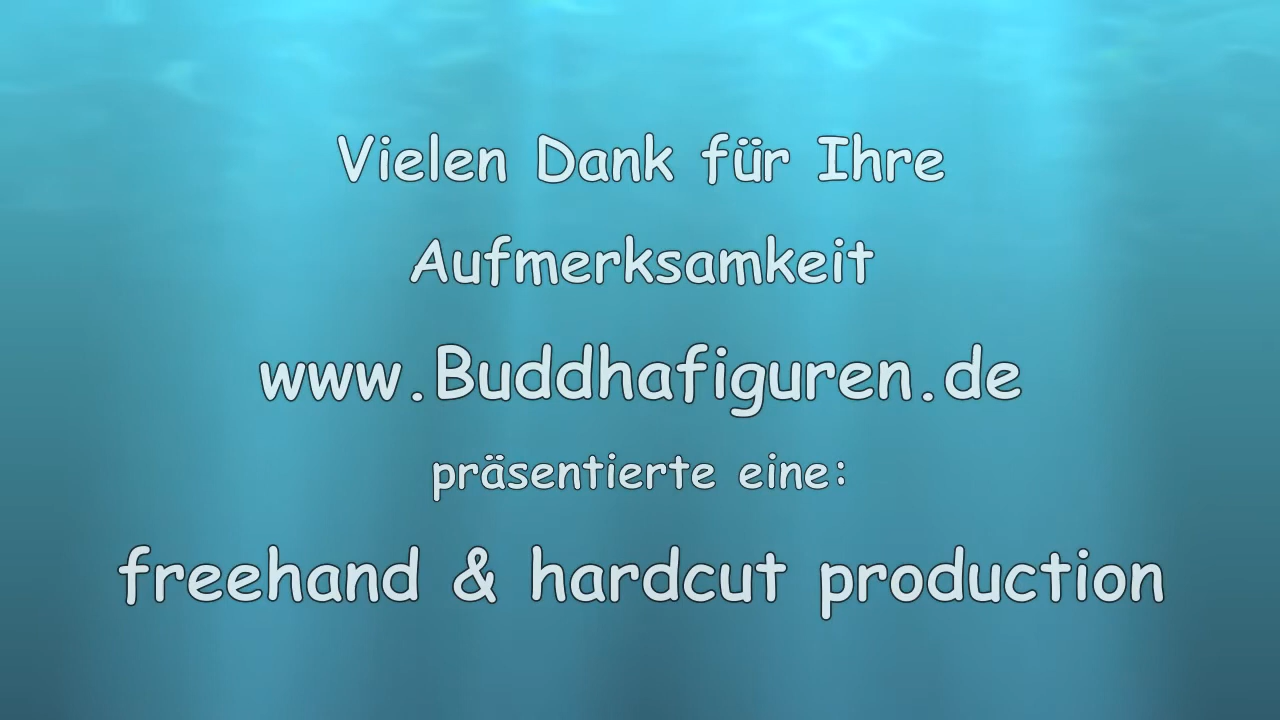 Vielen Dank für Ihre
Aufmerksamkeit
www.Buddhafiguren.de
präsentierte eine:
freehand & hardcut production